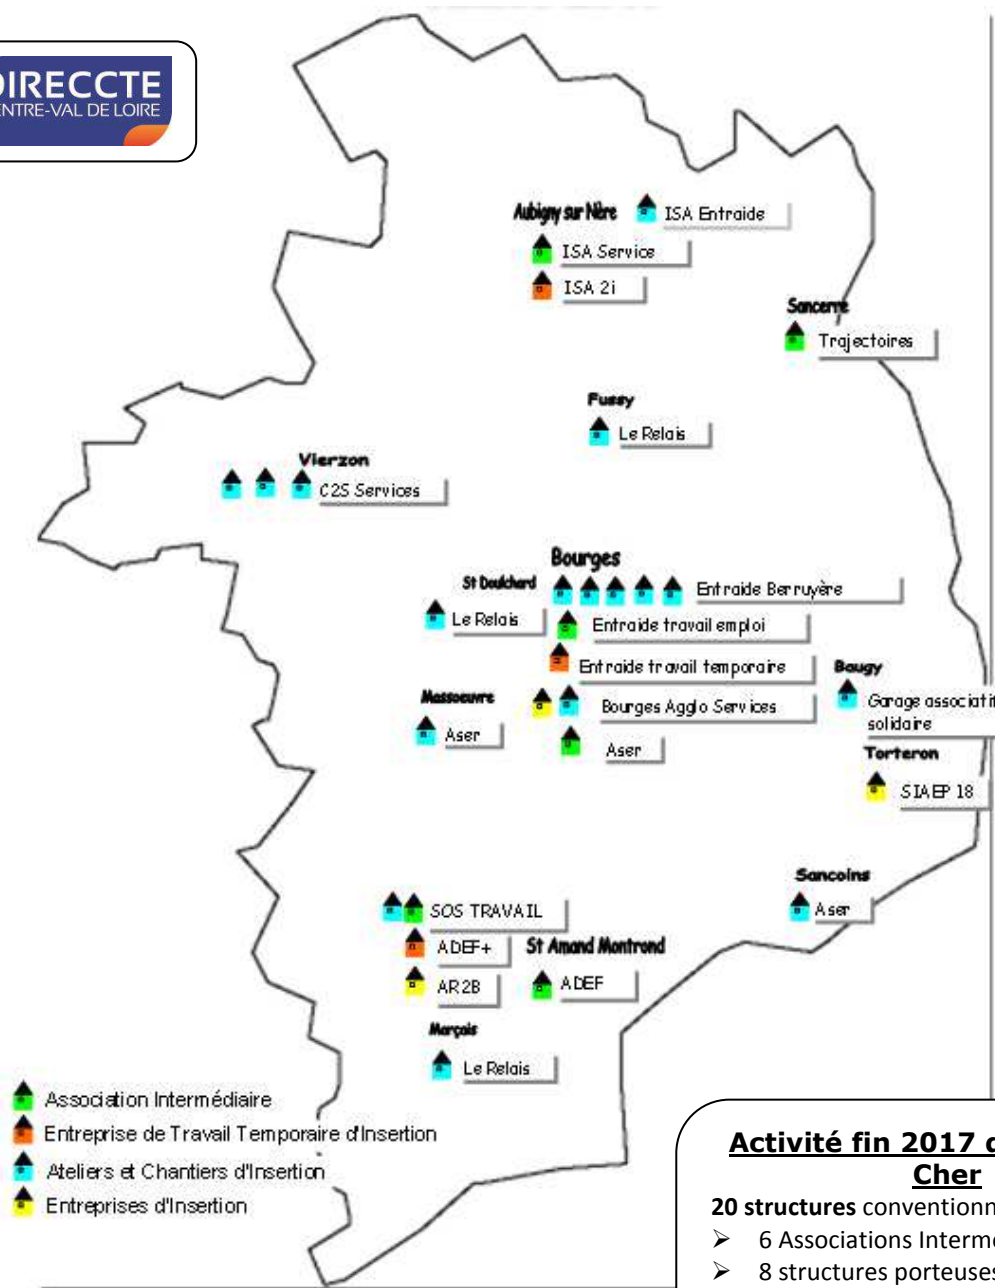 DIRECCTE
CENTRE-VAL DE LOIRE
Aubigny sur Nère
ISA Entraide
ISA Service
ISA 2i
Sancerre
Trajectoires
Fussy
Le Relais
Vierzon
C2S Services
Bourges
Entraide Berruyère
St Doulchard
Le Relais
Entraide travail emploi
Entraide travail temporaire
Baugy
Garage associatif
solidaire
Massoeuvre
Aser
Bourges Agglo Services
Aser
Torteron
SIAEP 18
Sancoins
Aser
SOS TRAVAIL
ADEF+
St Amand Montrond
AR2B
ADEF
Marçais
Le Relais
Association Intermédiaire
Entreprise de Travail Temporaire d'Insertion
Ateliers et Chantiers d'Insertion
Entreprises d'Insertion
Activité fin 2017 d
Cher
20 structures conventionn
➢ 6 Associations Interm
➢ 8 structures porteuses